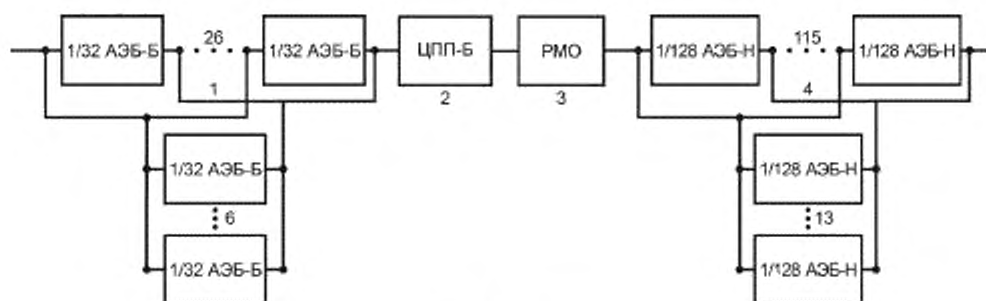 1/32 АЭБ-Б
26
1/32 АЭБ-Б
ЦПП-Б
РМО
1/128 АЭБ-Н
115
1/128 АЭБ-Н
1
2
3
4
1/32 АЭБ-Б
1/128 АЭБ-Н
6
13
1/32 АЭБ-Б
1/128 АЭБ-Н